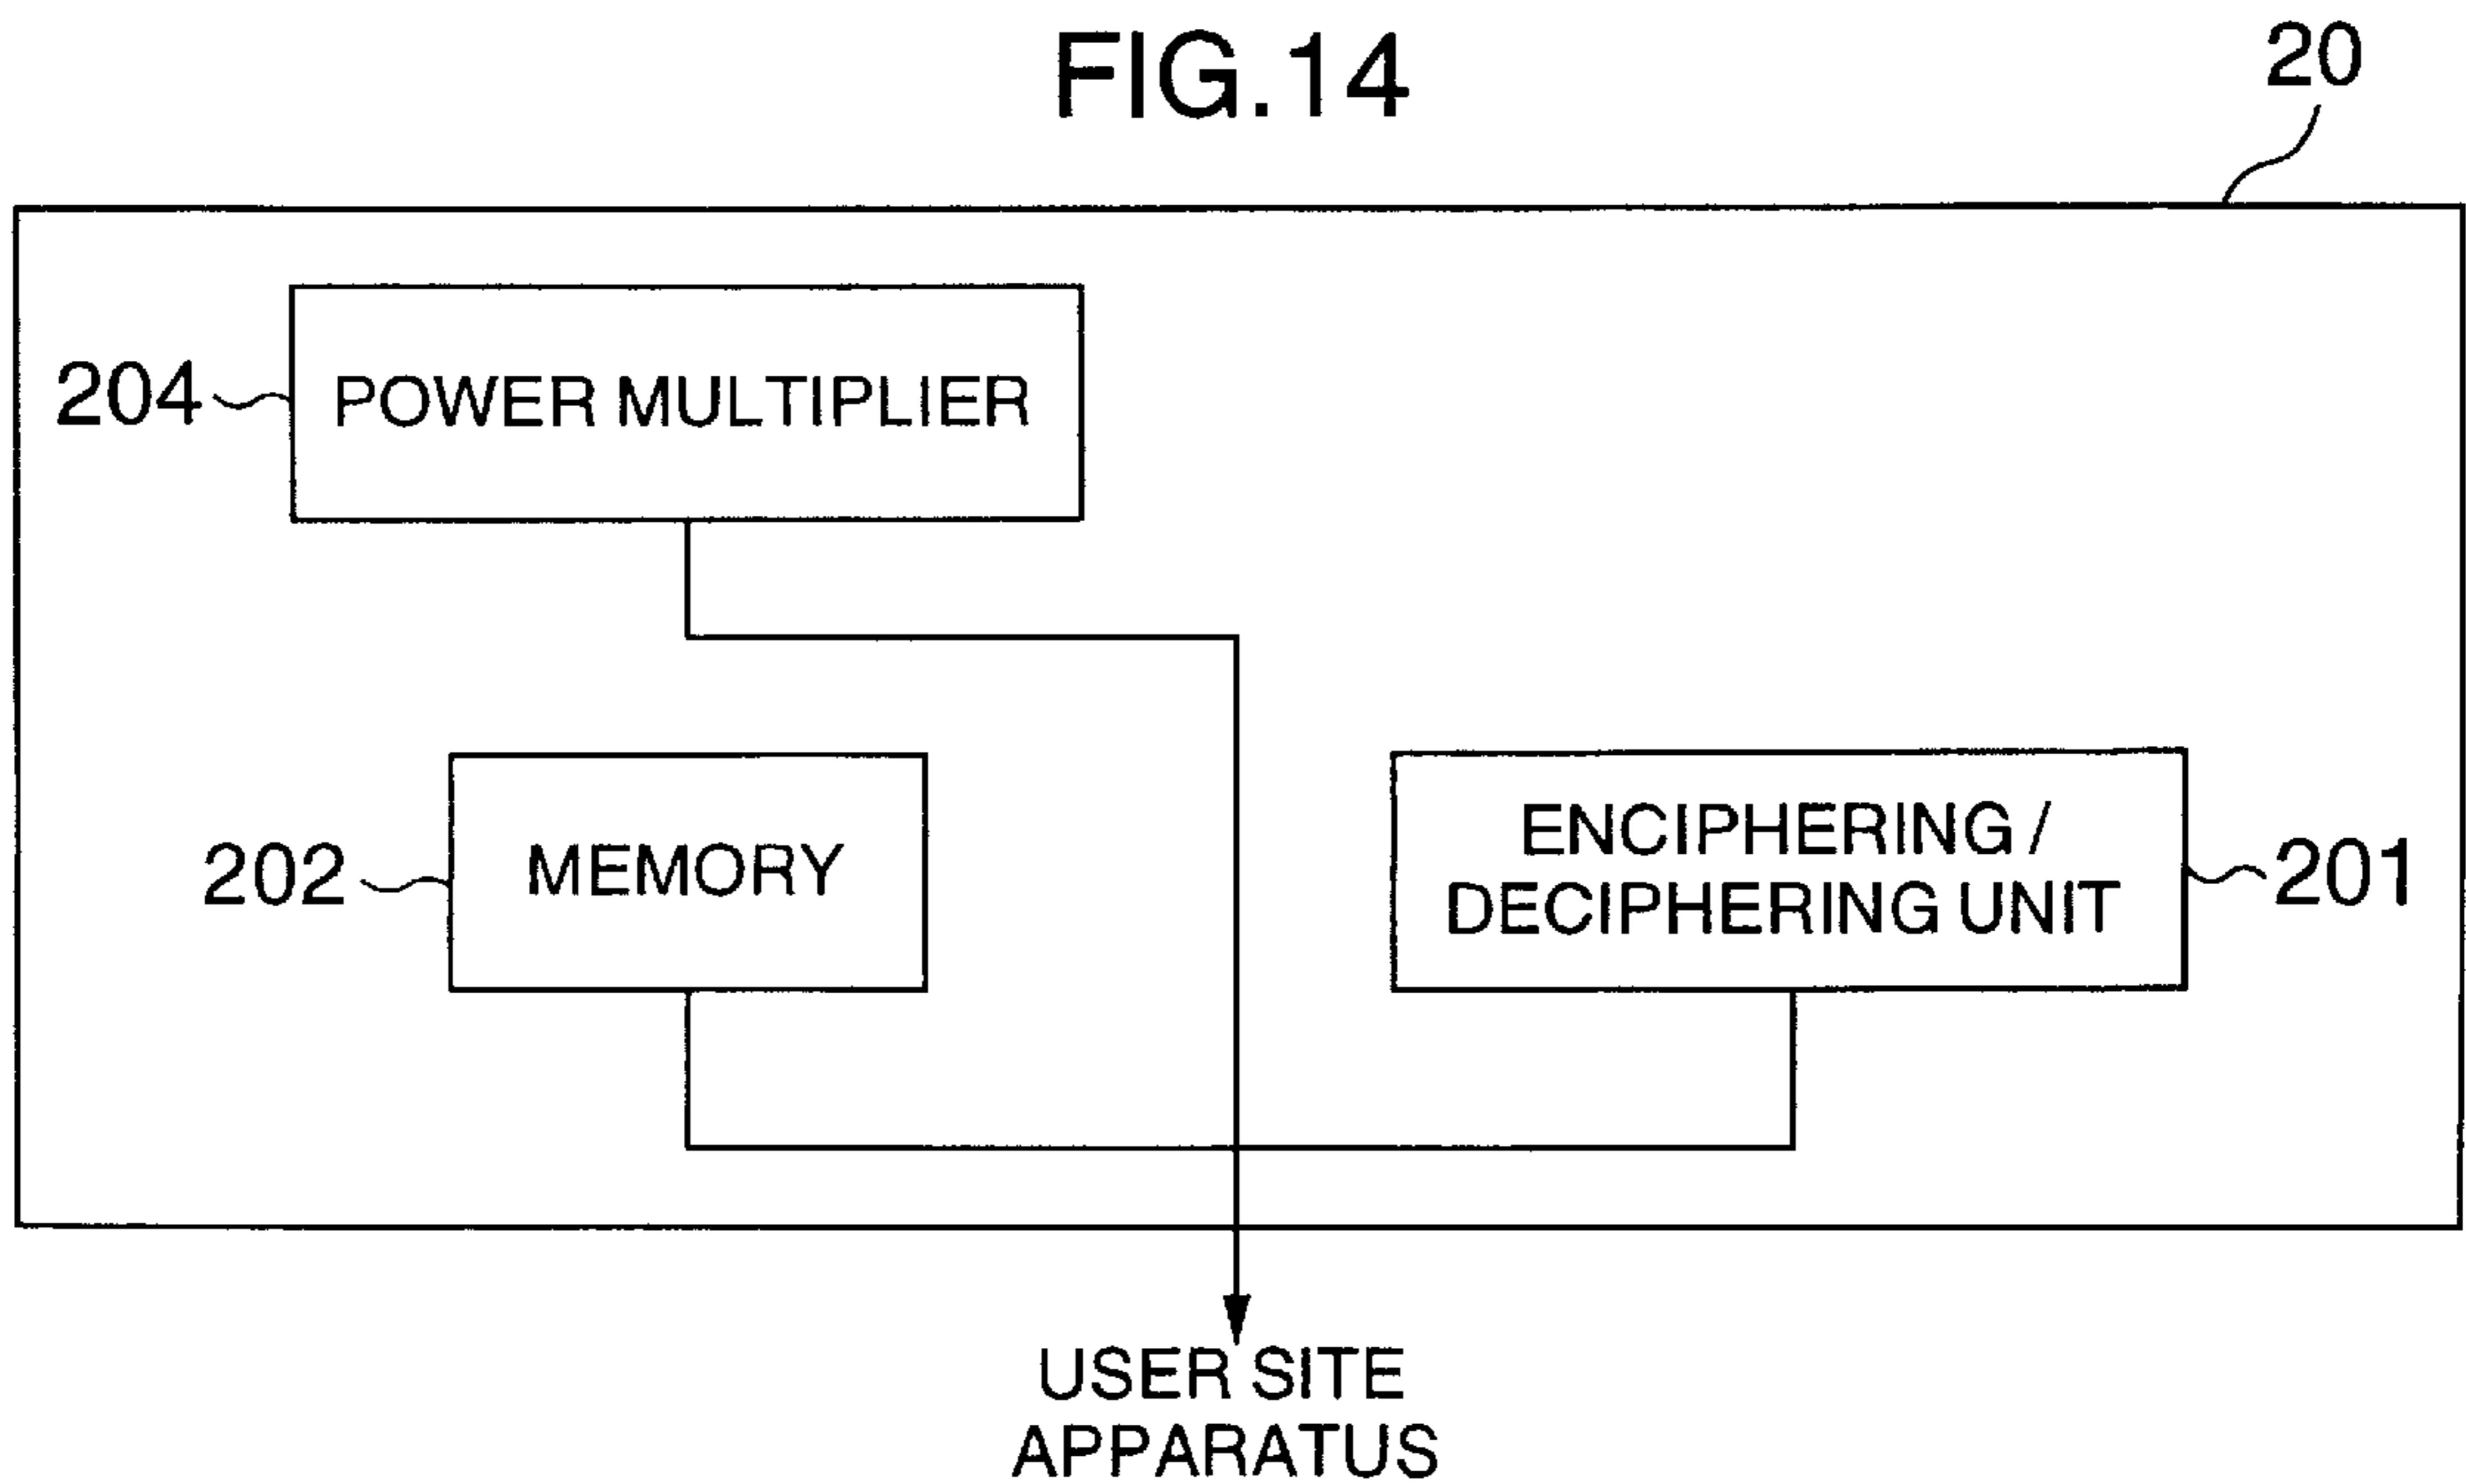 FIG.14
20
204
POWER MULTIPLIER
202
MEMORY
ENCIPHERING /
DECIPHERING UNIT
201
USER SITE
APPARATUS